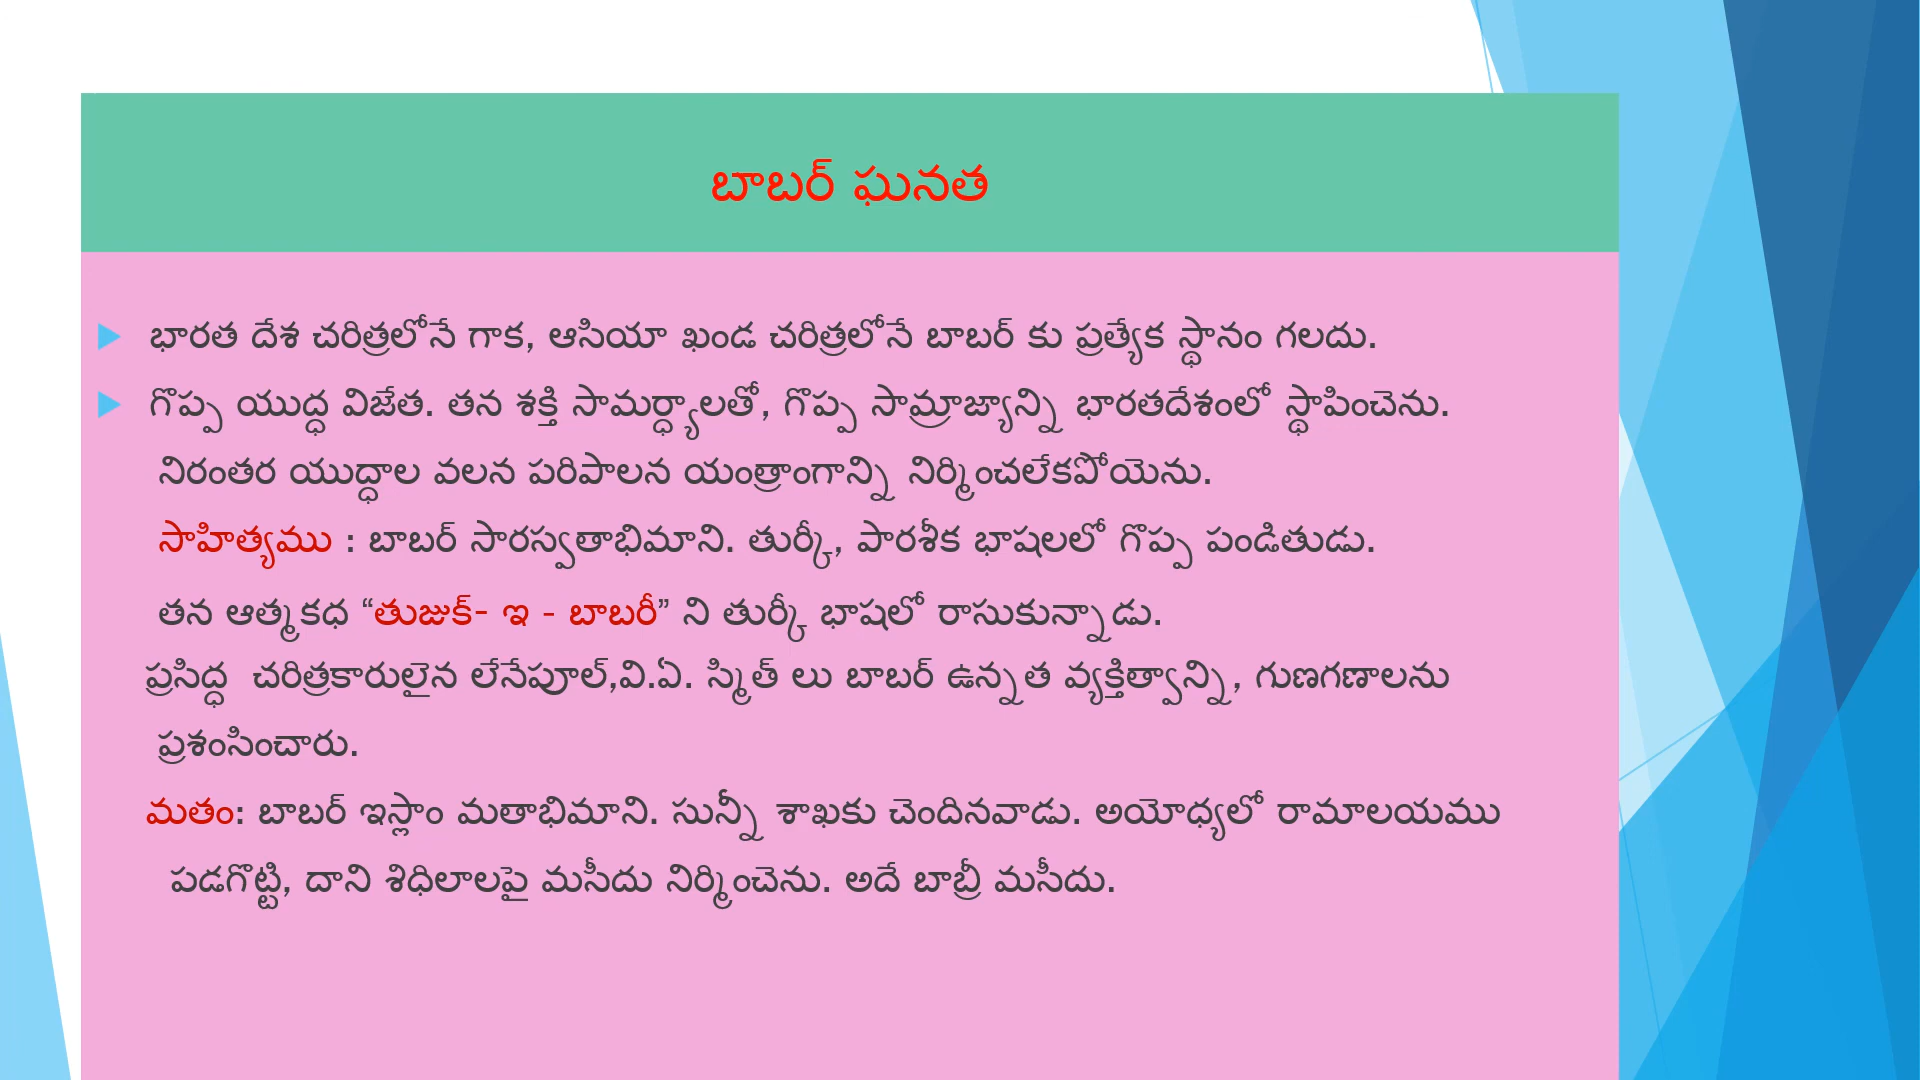 బాబర్ ఘనత
భారత దేశ చరిత్రలోనే గాక, ఆసియా ఖండ చరిత్రలోనే బాబర్ కు ప్రత్యేక స్థానం గలదు.
గొప్ప యుద్ధ విజేత. తన శక్తి సామర్ధ్యాలతో, గొప్ప సామ్రాజ్యాన్ని భారతదేశంలో స్థాపించెను.
నిరంతర యుద్ధాల వలన పరిపాలన యంత్రాంగాన్ని నిర్మించలేకపోయెను.
సాహిత్యము : బాబర్ సారస్వతాభిమాని. తుర్కీ, పారశీక భాషలలో గొప్ప పండితుడు.
తన ఆత్మకధ “తుజుక్- ఇ - బాబరీ” ని తుర్కీ భాషలో రాసుకున్నాడు.
ప్రసిద్ధ చరిత్రకారులైన లేనేపూల్,వి.ఏ. స్మిత్ లు బాబర్ ఉన్నత వ్యక్తిత్వాన్ని, గుణగణాలను
ప్రశంసించారు.
మతం: బాబర్ ఇస్లాం మతాభిమాని. సున్నీ శాఖకు చెందినవాడు. అయోధ్యలో రామాలయము
పడగొట్టి, దాని శిధిలాలపై మసీదు నిర్మించెను. అదే బాబ్రీ మసీదు.